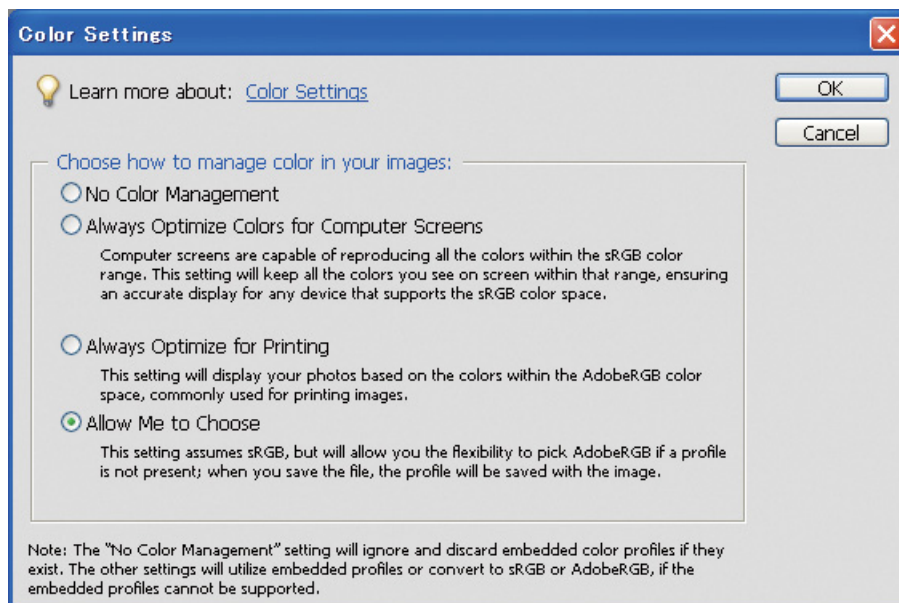 Color Settings
Learn more about: Color Settings
OK
Cancel
Choose how to manage color in your images:
No Color Management
Always Optimize Colors for Computer Screens
Computer screens are capable of reproducing all the colors within the sRGB color
range. This setting will keep all the colors you see on screen within that range, ensuring
an accurate display for any device that supports the sRGB color space.
Always Optimize for Printing
This setting will display your photos based on the colors within the AdobeRGB color
space, commonly used for printing images.
Allow Me to Choose
This setting assumes sRGB, but will allow you the flexibility to pick AdobeRGB if a profile
is not present; when you save the file, the profile will be saved with the image.
Note: The "No Color Management" setting will ignore and discard embedded color profiles if they
exist. The other settings will utilize embedded profiles or convert to sRGB or AdobeRGB, if the
embedded profiles cannot be supported.